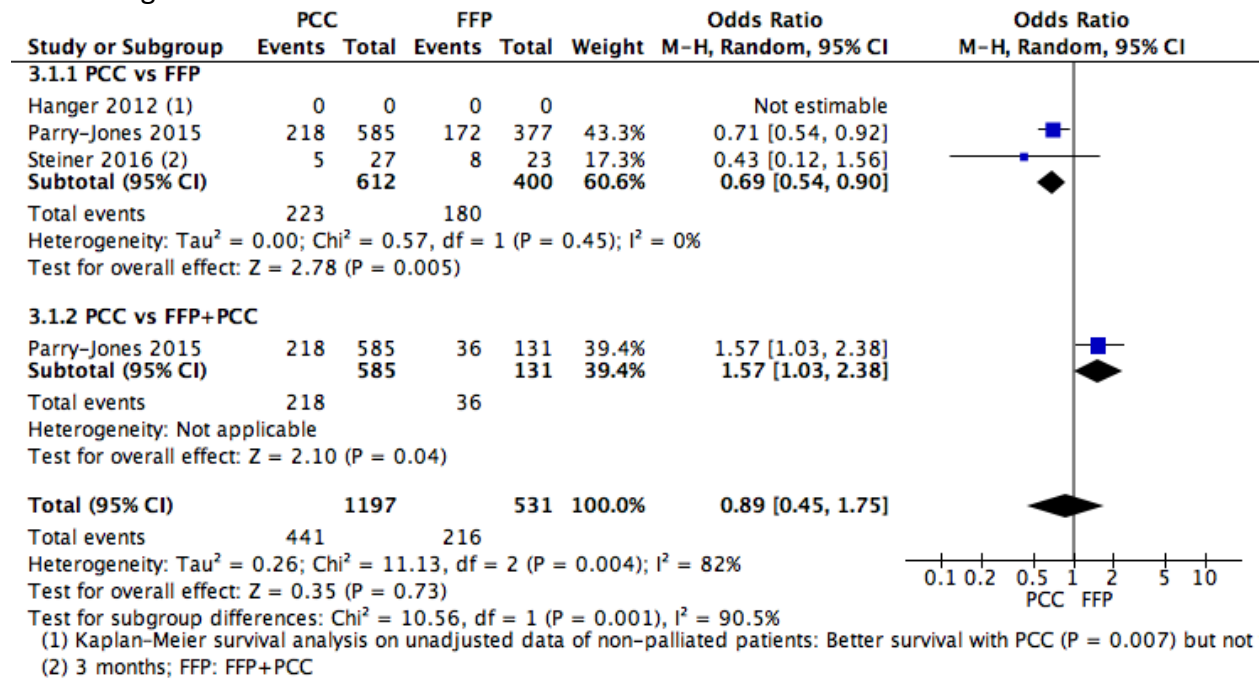 PCC FFP Odds Ratio Odds Ratio
Study or Subgroup Events Total Events Total Weight M-H, Random, 95% CI M-H, Random, 95% CI
3.1.1 PCC vs FFP
Hanger 2012 (1) 0 0 0 0 Not estimable
Parry-Jones 2015 218 585 172 377 43.3% 0.71 [0.54, 0.92]
Steiner 2016 (2) 5 27 8 23 17.3% 0.43 [0.12, 1.56]
Subtotal (95% CI) 612 400 60.6% 0.69 [0.54, 0.90]
Total events 223 180
Heterogeneity: Tau² = 0.00; Chi² = 0.57, df = 1 (P = 0.45); I² = 0%
Test for overall effect: Z = 2.78 (P = 0.005)
3.1.2 PCC vs FFP+PCC
Parry-Jones 2015 218 585 36 131 39.4% 1.57 [1.03, 2.38]
Subtotal (95% CI) 585 131 39.4% 1.57 [1.03, 2.38]
Total events 218 36
Heterogeneity: Not applicable
Test for overall effect: Z = 2.10 (P = 0.04)
Total (95% CI) 1197 531 100.0% 0.89 [0.45, 1.75]
Total events 441 216
Heterogeneity: Tau² = 0.26; Chi² = 11.13, df = 2 (P = 0.004); I² = 82%
Test for overall effect: Z = 0.35 (P = 0.73)
Test for subgroup differences: Chi² = 10.56, df = 1 (P = 0.001), I² = 90.5%
0.1 0.2 0.5 1 2 5 10
PCC FFP
(1) Kaplan-Meier survival analysis on unadjusted data of non-palliated patients: Better survival with PCC (P = 0.007) but not
(2) 3 months; FFP: FFP+PCC